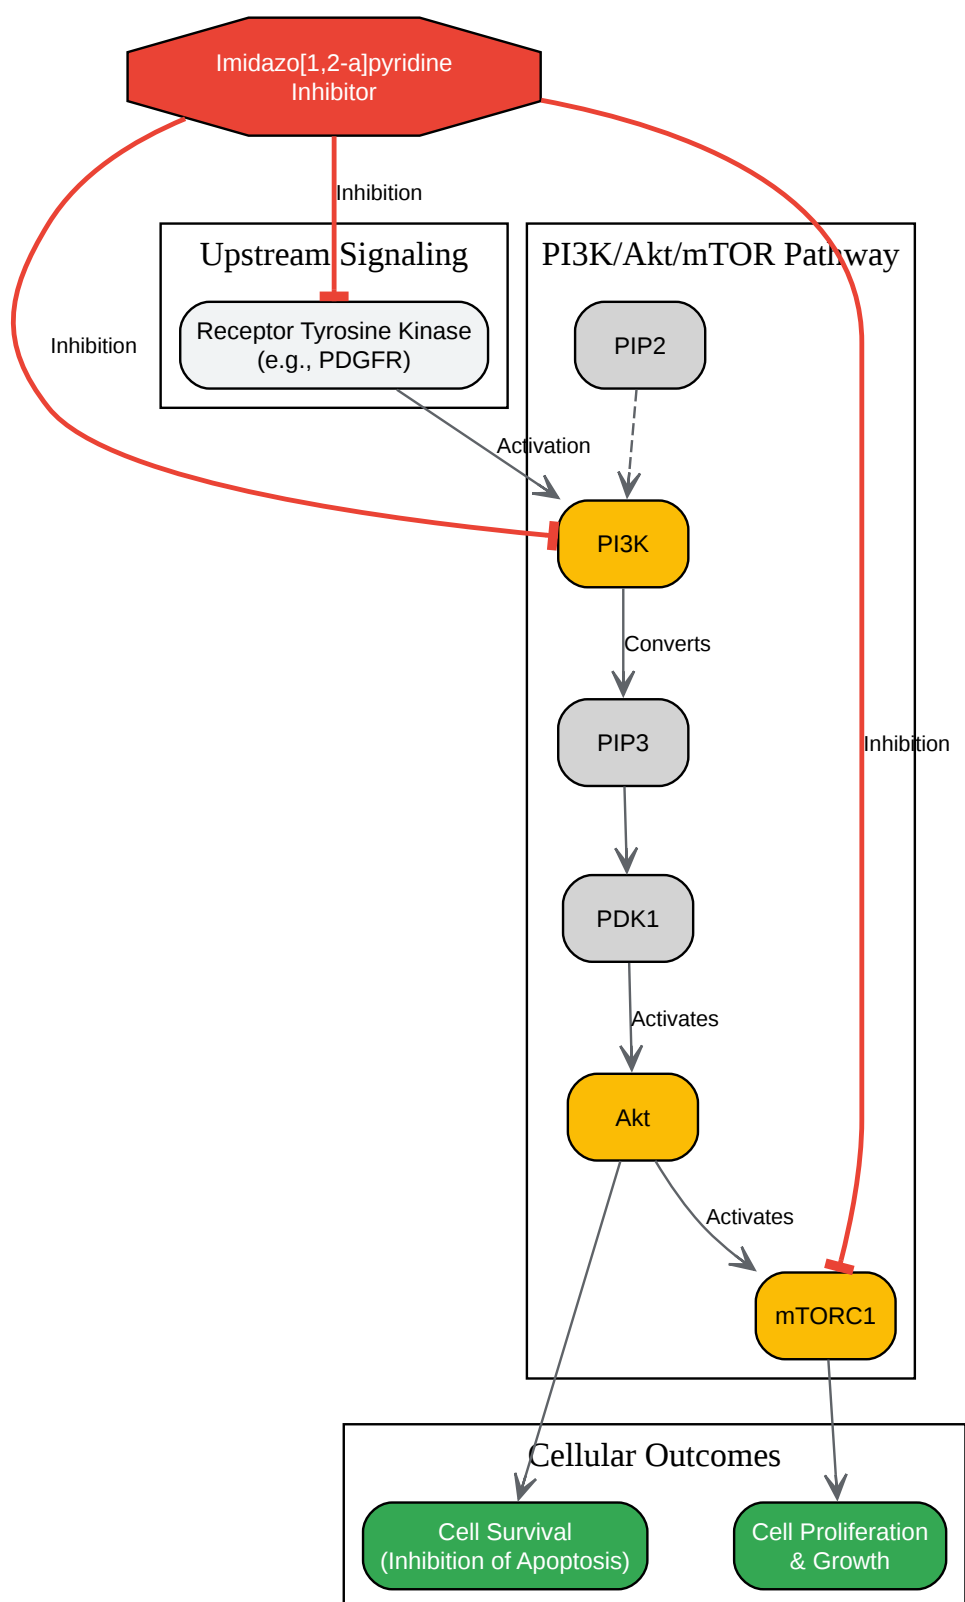 Imidazo[1,2-a]pyridine
Inhibitor
Inhibition
Upstream Signaling
PI3K/Akt/mTOR Pathway
Receptor Tyrosine Kinase
(e.g., PDGFR)
PIP2
Inhibition
Activation
PI3K
Converts
PIP3
Inhibition
PDK1
Activates
Akt
Activates
mTORC1
Cellular Outcomes
Cell Survival
(Inhibition of Apoptosis)
Cell Proliferation
& Growth